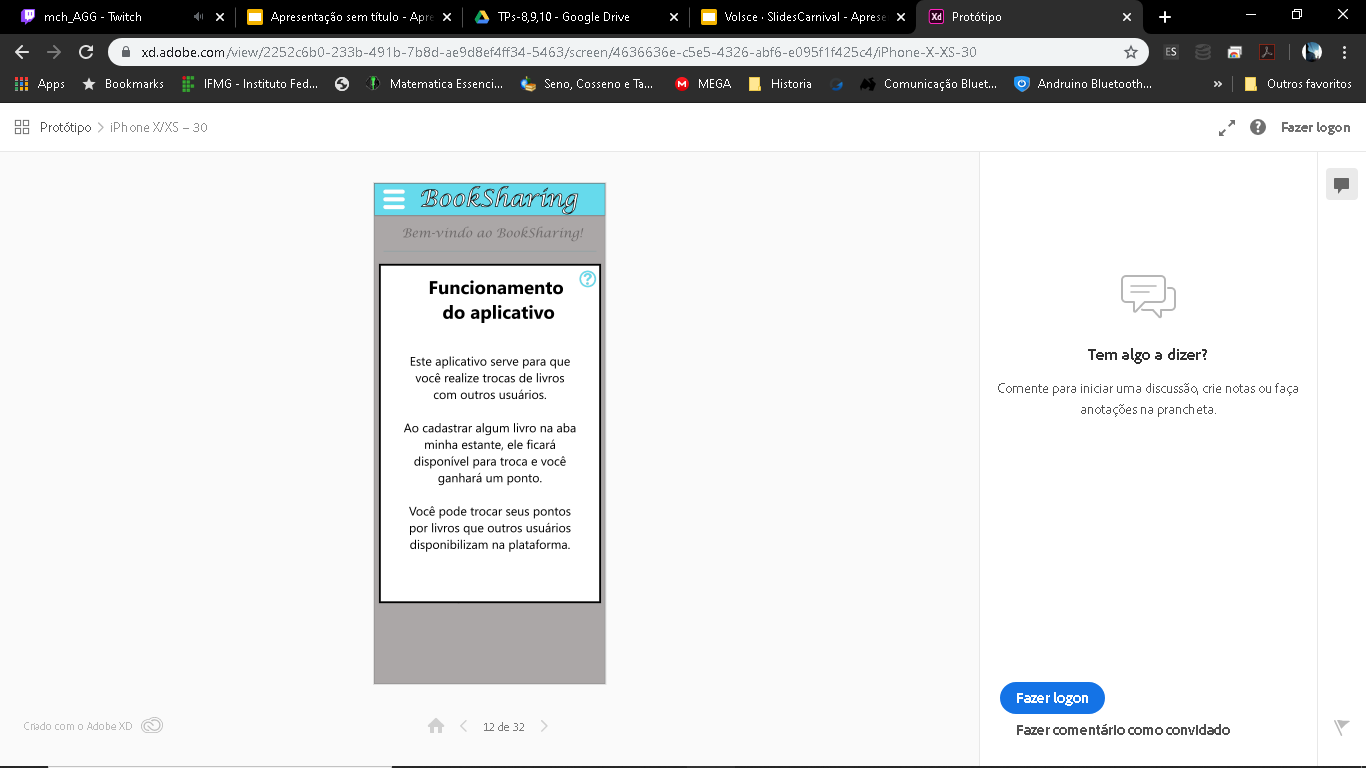 mch_AGG - Twitch
Apresentação sem título - Apre
TPs-8,9,10 - Google Drive
Volsce · SlidesCarnival - Aprese
Protótipo
xd.adobe.com/view/2252c6b0-233b-491b-7b8d-ae9d8ef4ff34-5463/screen/4636636e-c5e5-4326-abf6-e095f1f425c4/iPhone-X-XS-30
ES
Apps
Bookmarks
IFMG - Instituto Fed...
Matematica Essenci...
Seno, Cosseno e Ta...
MEGA
Historia
Comunicação Bluet...
Andruino Bluetooth...
»
Outros favoritos
Protótipo > iPhone X/XS – 30
Fazer logon
BookSharing
Bem-vindo ao BookSharing!
Funcionamento
do aplicativo
Este aplicativo serve para que
você realize trocas de livros
com outros usuários.
Ao cadastrar algum livro na aba
minha estante, ele ficará
disponível para troca e você
ganhará um ponto.
Você pode trocar seus pontos
por livros que outros usuários
disponibilizam na plataforma.
Tem algo a dizer?
Comente para iniciar uma discussão, crie notas ou faça
anotações na prancheta.
Fazer logon
Fazer comentário como convidado
Criado com o Adobe XD
12 de 32